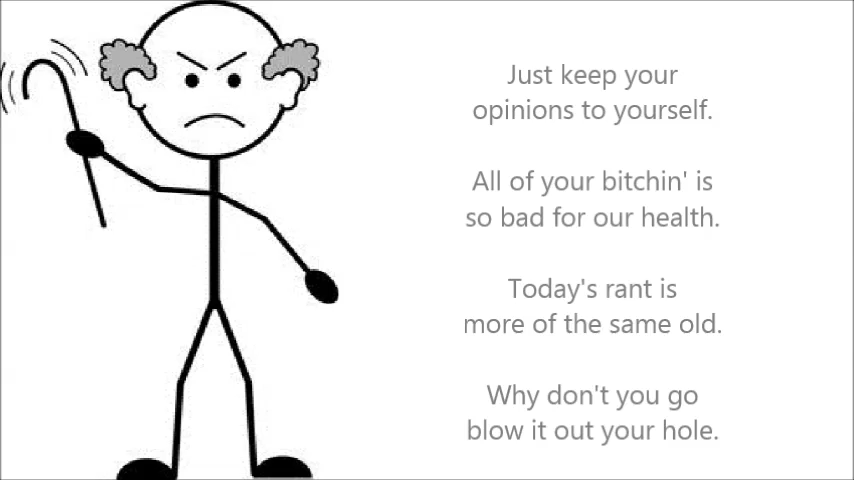 Just keep your
opinions to yourself.
All of your bitchin' is
so bad for our health.
Today's rant is
more of the same old.
Why don't you go
blow it out your hole.